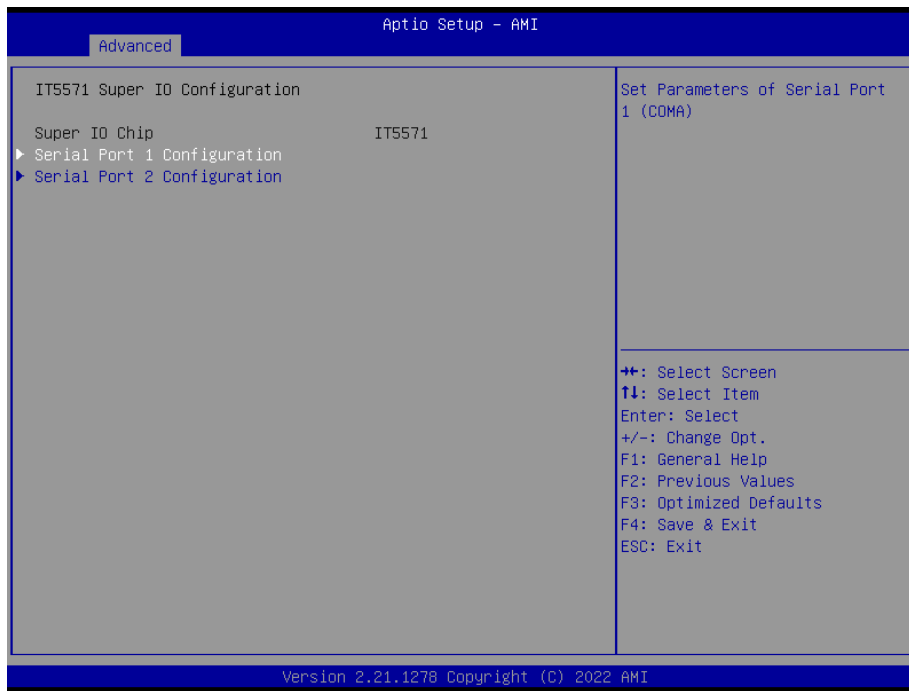 Aptio Setup – AMI
Advanced
IT5571 Super IO Configuration
Super IO Chip IT5571
▶ Serial Port 1 Configuration
▶ Serial Port 2 Configuration
Set Parameters of Serial Port
1 (COMA)
→←: Select Screen
↑↓: Select Item
Enter: Select
+/-: Change Opt.
F1: General Help
F2: Previous Values
F3: Optimized Defaults
F4: Save & Exit
ESC: Exit
Version 2.21.1278 Copyright (C) 2022 AMI